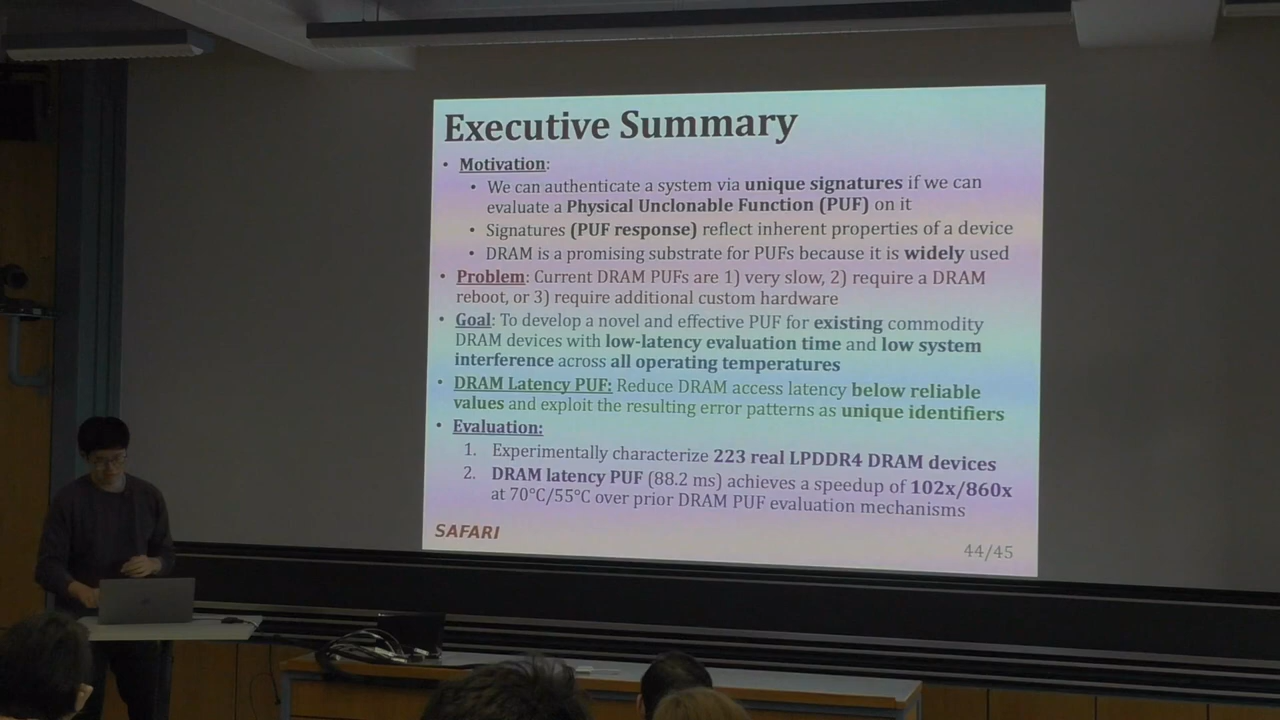 Executive Summary
• Motivation:
• We can authenticate a system via unique signatures if we can
evaluate a Physical Unclonable Function (PUF) on it
• Signatures (PUF response) reflect inherent properties of a device
• DRAM is a promising substrate for PUFs because it is widely used
• Problem: Current DRAM PUFs are 1) very slow, 2) require a DRAM
reboot, or 3) require additional custom hardware
• Goal: To develop a novel and effective PUF for existing commodity
DRAM devices with low-latency evaluation time and low system
interference across all operating temperatures
• DRAM Latency PUF: Reduce DRAM access latency below reliable
values and exploit the resulting error patterns as unique identifiers
• Evaluation:
1. Experimentally characterize 223 real LPDDR4 DRAM devices
2. DRAM latency PUF (88.2 ms) achieves a speedup of 102x/860x
at 70°C/55°C over prior DRAM PUF evaluation mechanisms
SAFARI
44/45